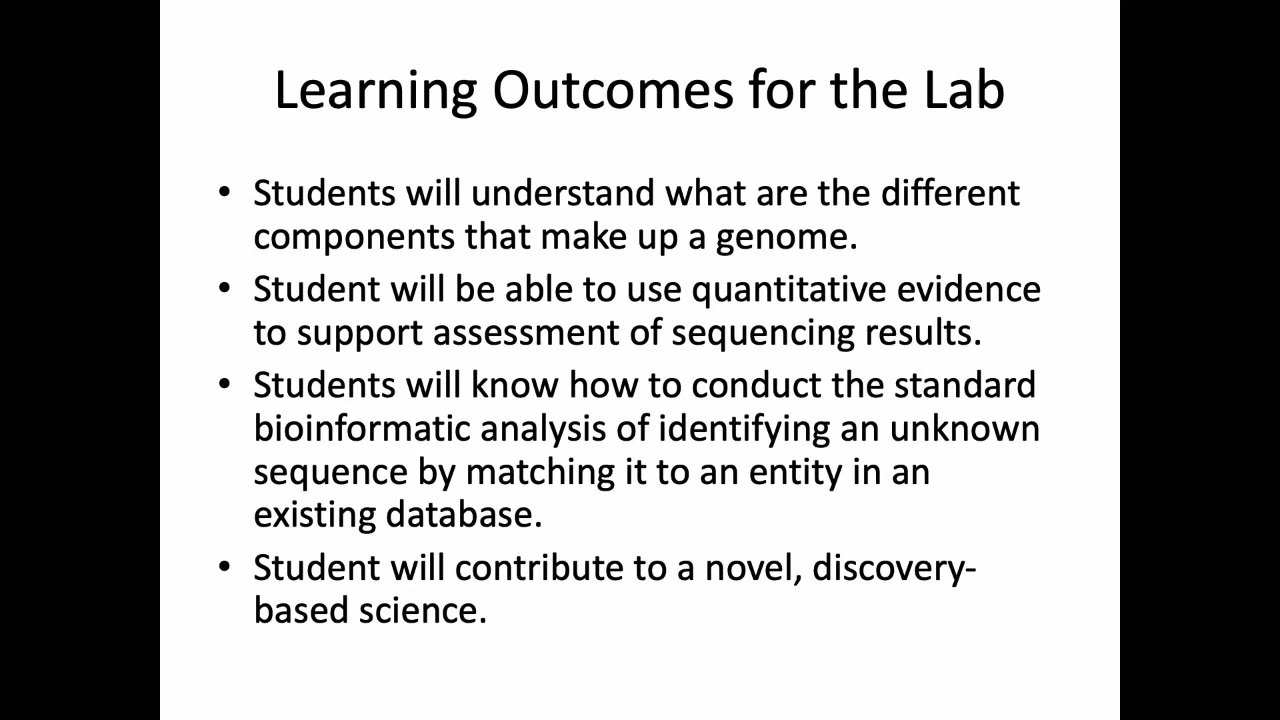 Learning Outcomes for the Lab
• Students will understand what are the different
components that make up a genome.
• Student will be able to use quantitative evidence
to support assessment of sequencing results.
• Students will know how to conduct the standard
bioinformatic analysis of identifying an unknown
sequence by matching it to an entity in an
existing database.
• Student will contribute to a novel, discovery-
based science.